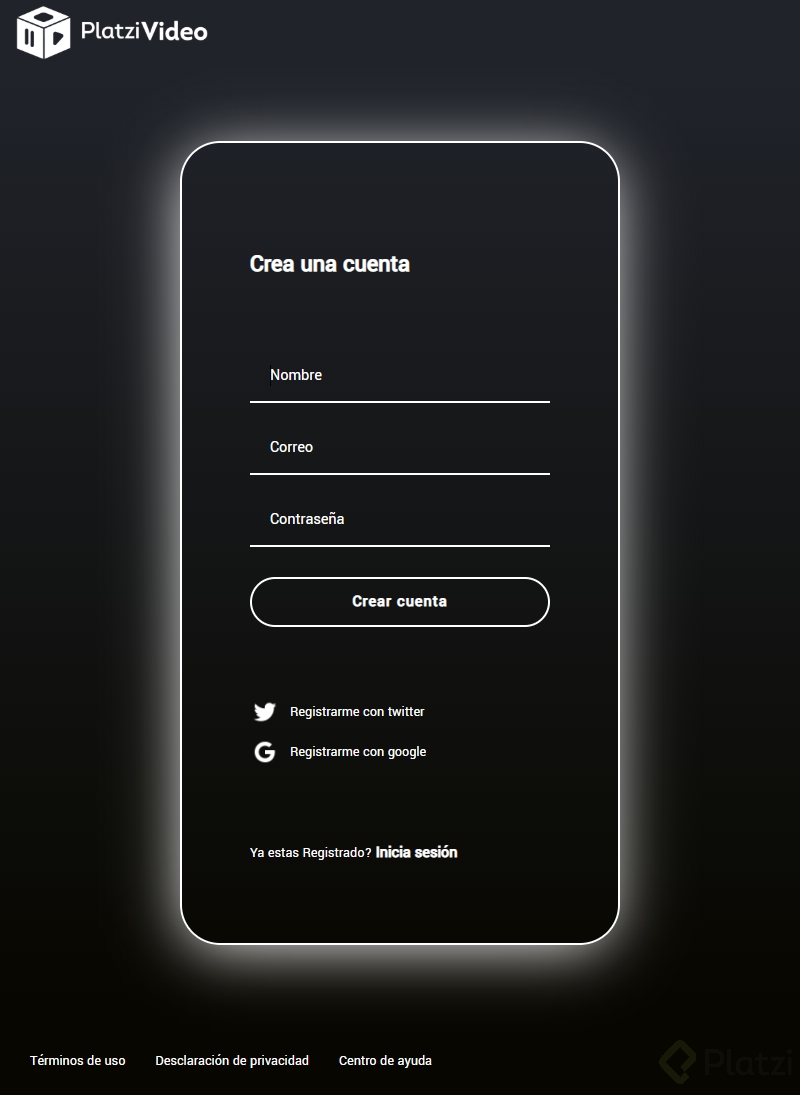 PlatziVideo
Crea una cuenta
Nombre
Correo
Contraseña
Crear cuenta
Registrarme con twitter
Registrarme con google
Ya estas Registrado? Inicia sesión
Términos de uso Desclaración de privacidad Centro de ayuda
Platzi